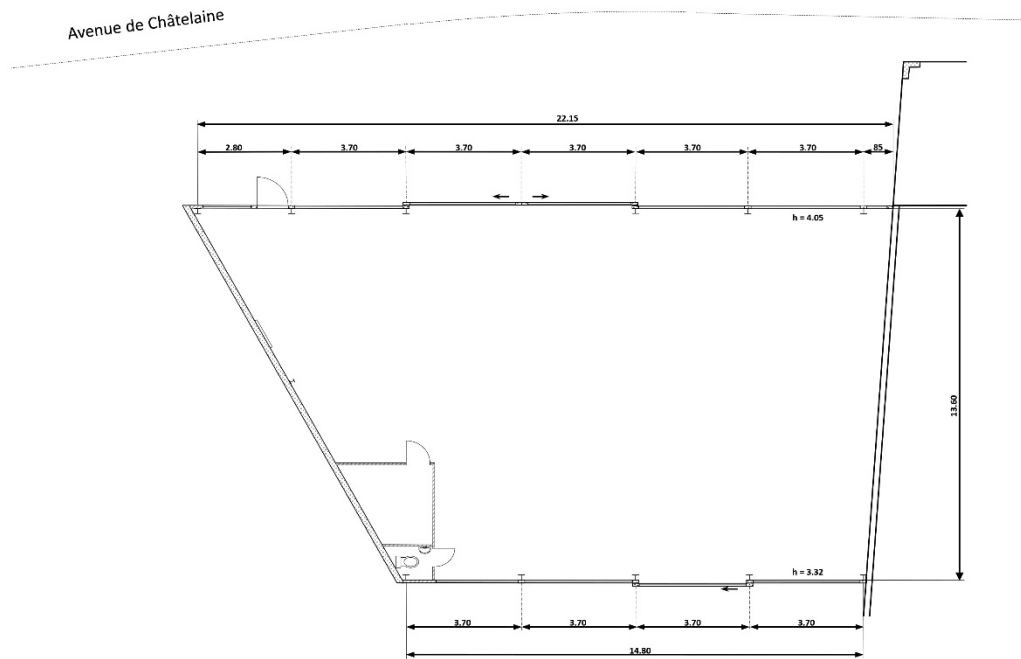 Avenue de Châtelaine
22.15
2.80 3.70 3.70 3.70 3.70 3.70 85
h = 4.05
13.60
h = 3.32
3.70 3.70 3.70 3.70
14.80